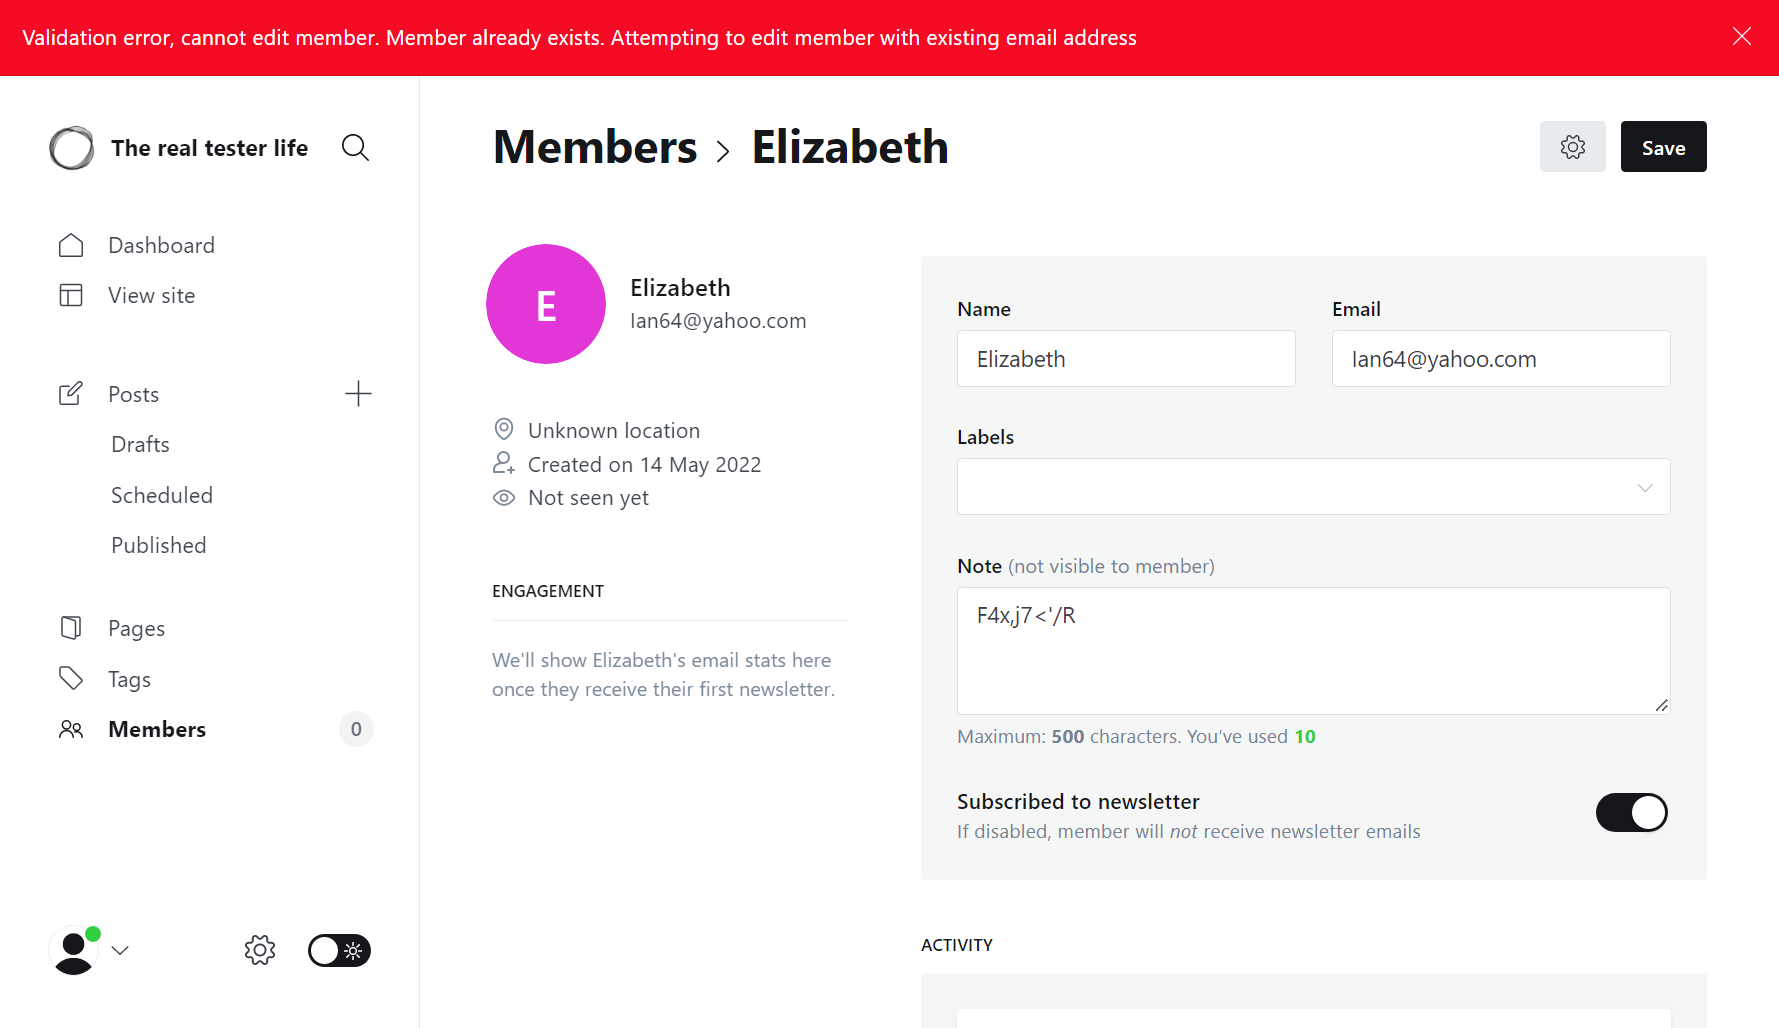 Validation error, cannot edit member. Member already exists. Attempting to edit member with existing email address
The real tester life
Dashboard
View site
Posts
Drafts
Scheduled
Published
Pages
Tags
Members
0
Members > Elizabeth
Save
E
Elizabeth
Ian64@yahoo.com
Unknown location
Created on 14 May 2022
Not seen yet
ENGAGEMENT
We'll show Elizabeth's email stats here
once they receive their first newsletter.
Name
Elizabeth
Email
Ian64@yahoo.com
Labels
Note (not visible to member)
F4x,j7<'/R
Maximum: 500 characters. You’ve used 10
Subscribed to newsletter
If disabled, member will not receive newsletter emails
ACTIVITY